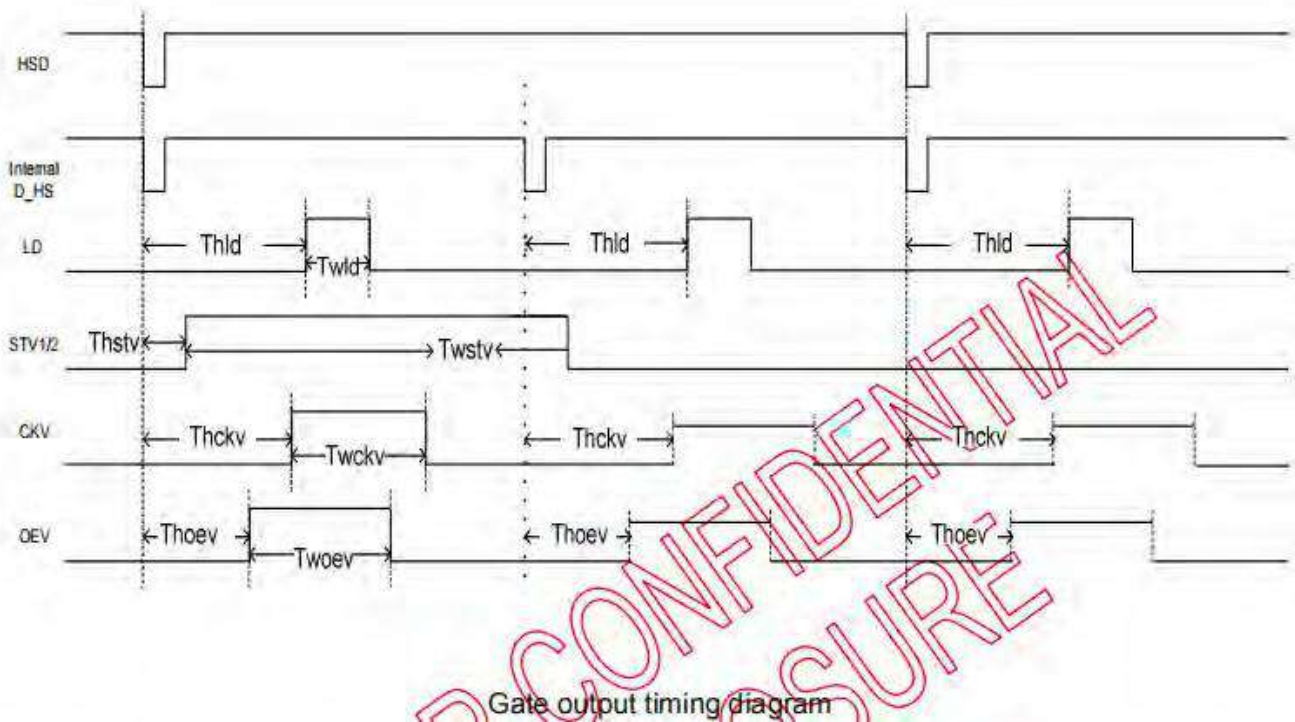 HSD
Internal
D_HS
LD
Thld
Thld
Thld
Twld
STV1/2
Thstv
Twstv
CKV
Thckv
Thckv
Thckv
Twckv
OEV
Thoev
Thoev
Thoev
Twoev
CONFIDENTIAL
Gate output timing diagram